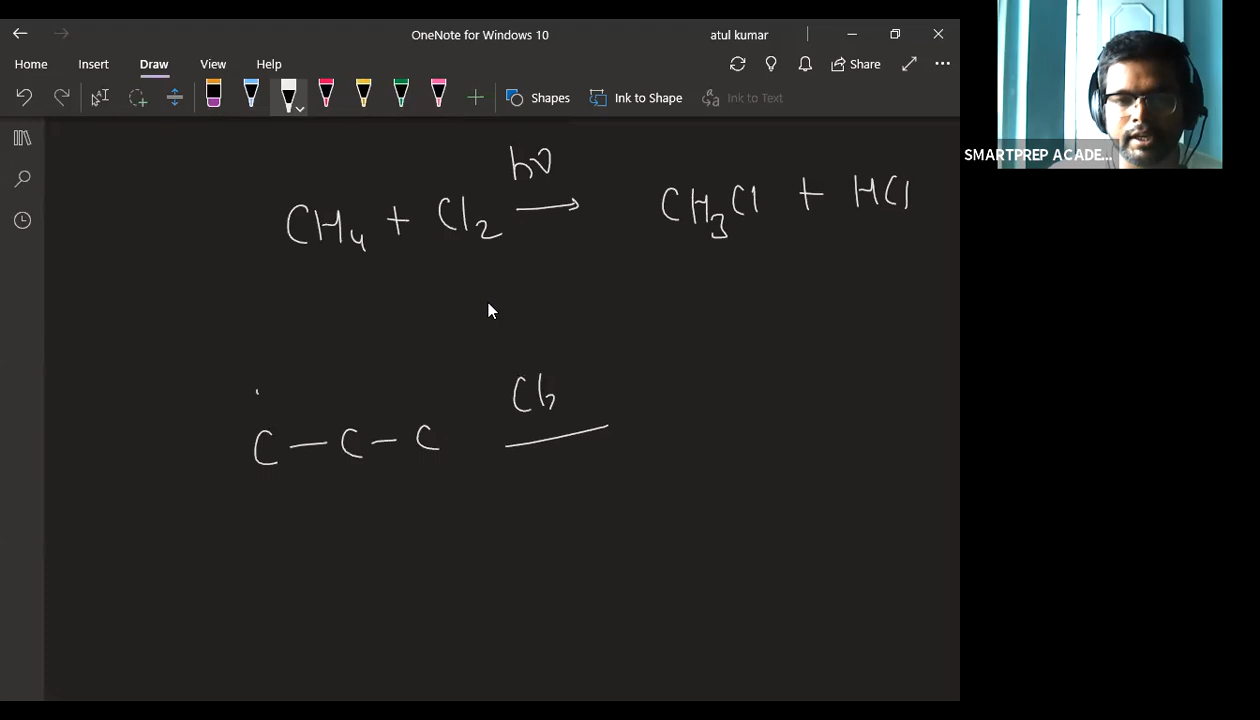 OneNote for Windows 10
atul kumar
Home Insert Draw View Help
Share
Shapes
Ink to Shape
Ink to Text
SMARTPREP ACADE...
hν
CH₄ + Cl₂ → CH₃Cl + HCl
Cl₂
C — C — C